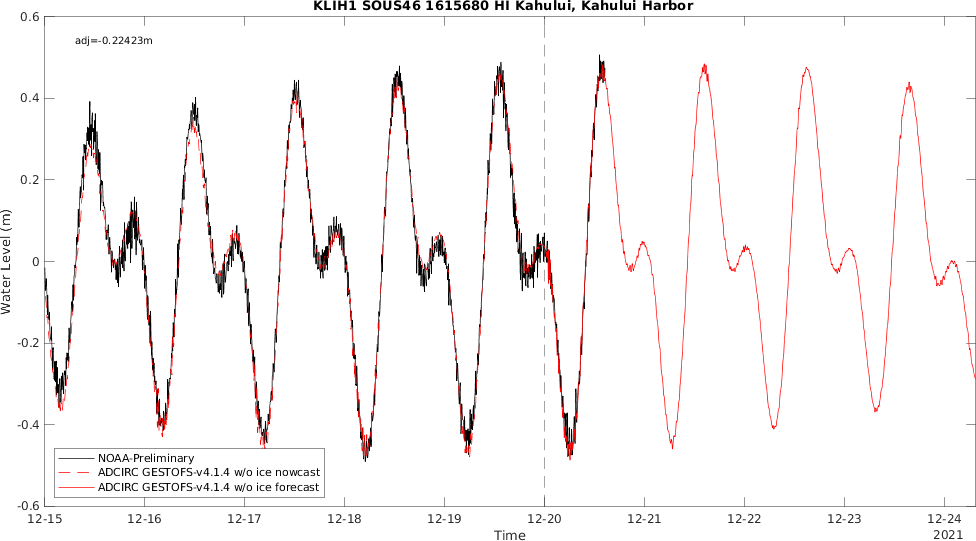 KLIH1 SOUS46 1615680 HI Kahului, Kahului Harbor
adj=-0.22423m
0.6
0.4
0.2
0
-0.2
-0.4
-0.6
Water Level (m)
NOAA-Preliminary
ADCIRC GESTOFS-v4.1.4 w/o ice nowcast
ADCIRC GESTOFS-v4.1.4 w/o ice forecast
12-15 12-16 12-17 12-18 12-19 12-20 12-21 12-22 12-23 12-24
Time
2021